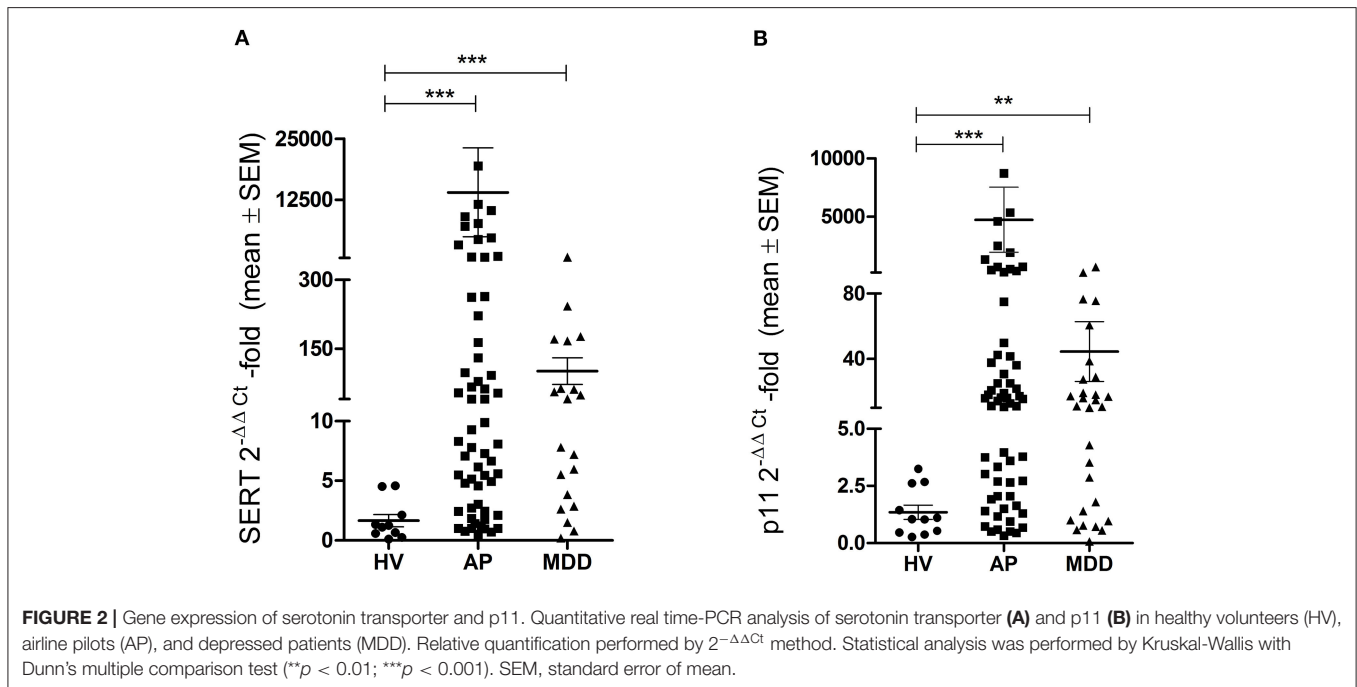 A
***
***
SERT 2-ΔΔCt-fold (mean ± SEM)
25000
12500
300
150
10
5
0
HV AP MDD
B
**
***
p11 2-ΔΔCt-fold (mean ± SEM)
10000
5000
80
40
5.0
2.5
0.0
HV AP MDD
FIGURE 2 | Gene expression of serotonin transporter and p11. Quantitative real time-PCR analysis of serotonin transporter (A) and p11 (B) in healthy volunteers (HV),
airline pilots (AP), and depressed patients (MDD). Relative quantification performed by 2−ΔΔCt method. Statistical analysis was performed by Kruskal-Wallis with
Dunn's multiple comparison test (**p < 0.01; ***p < 0.001). SEM, standard error of mean.